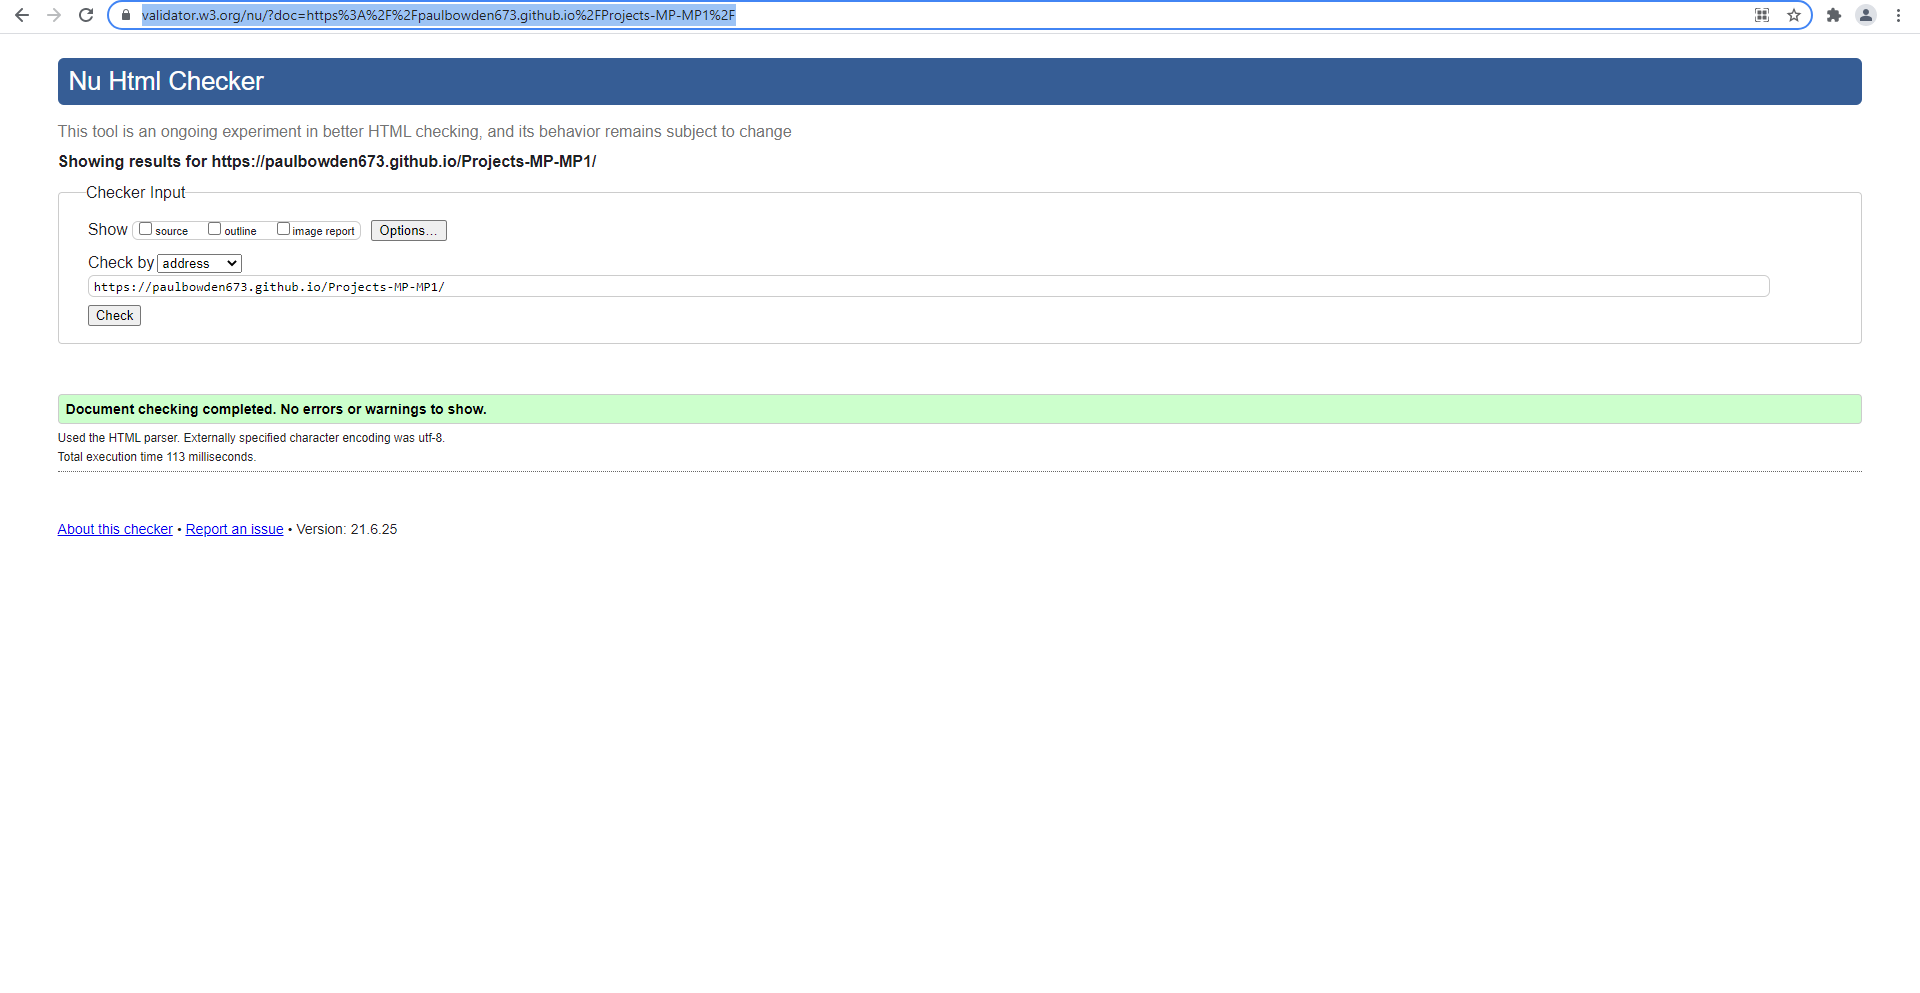 validator.w3.org/nu/?doc=https%3A%2F%2Fpaulbowden673.github.io%2FProjects-MP-MP1%2F
Nu Html Checker
This tool is an ongoing experiment in better HTML checking, and its behavior remains subject to change
Showing results for https://paulbowden673.github.io/Projects-MP-MP1/
Checker Input
Show source outline image report Options...
Check by address
https://paulbowden673.github.io/Projects-MP-MP1/
Check
Document checking completed. No errors or warnings to show.
Used the HTML parser. Externally specified character encoding was utf-8.
Total execution time 113 milliseconds.
About this checker • Report an issue • Version: 21.6.25